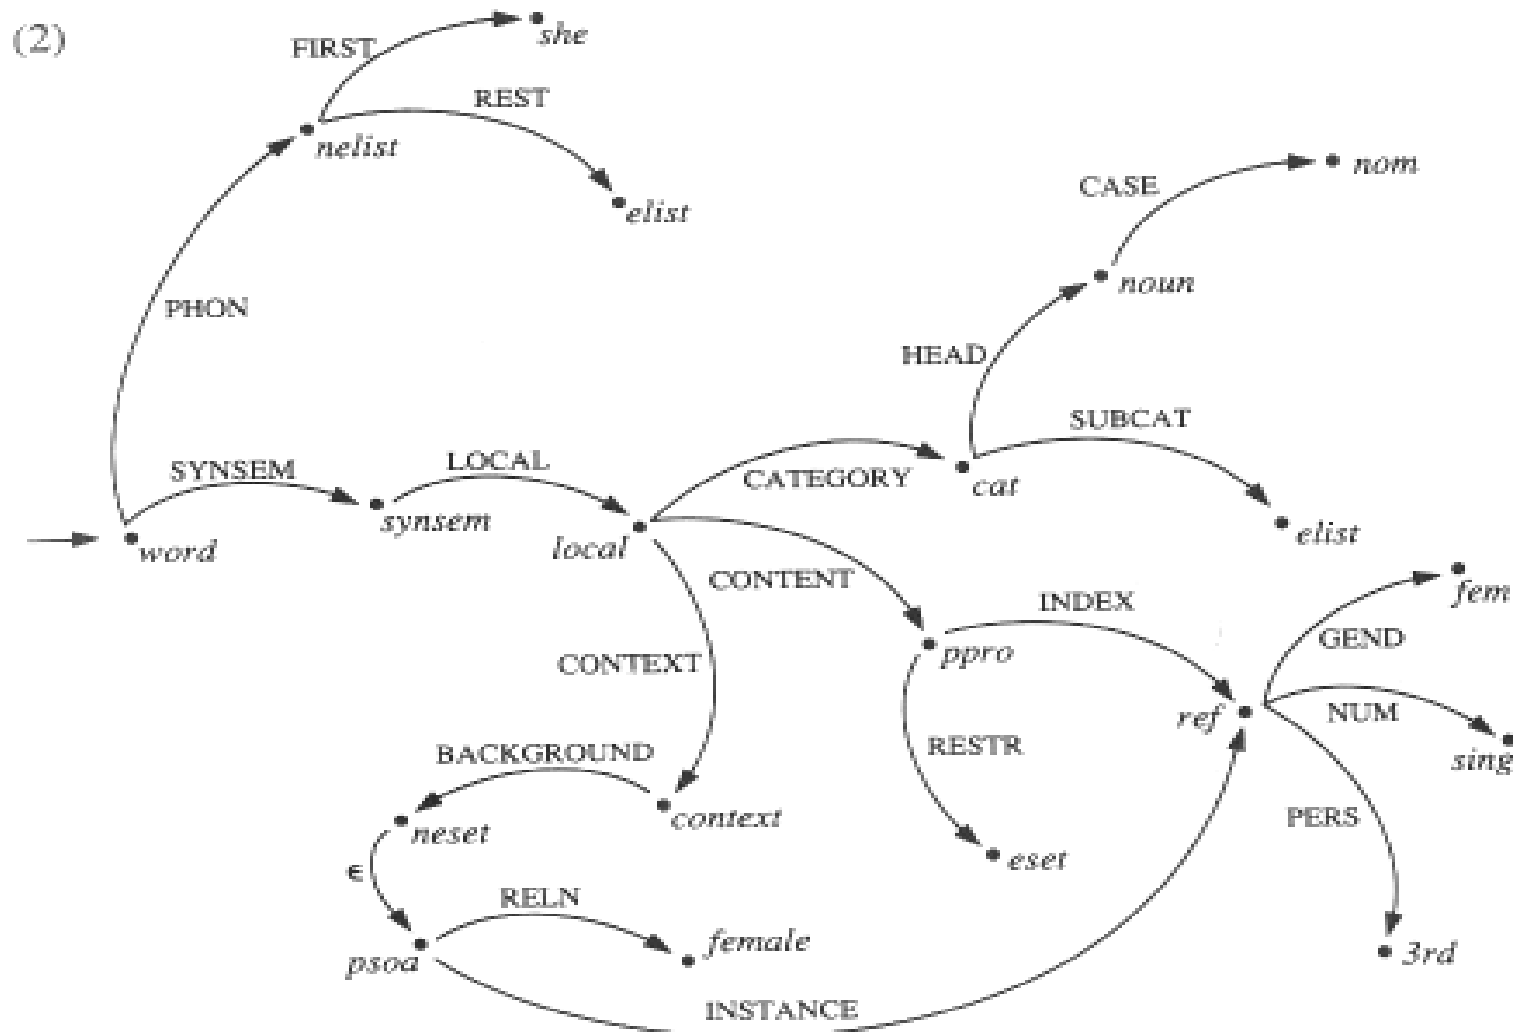 (2)
FIRST
she
REST
nelist
elist
PHON
CASE
nom
noun
HEAD
SUBCAT
cat
elist
SYNSEM
LOCAL
CATEGORY
synsem
word
local
CONTENT
INDEX
fem
GEND
ppro
CONTEXT
ref
NUM
sing
RESTR
PERS
BACKGROUND
context
neset
eset
ϵ
RELN
psoa
female
3rd
INSTANCE